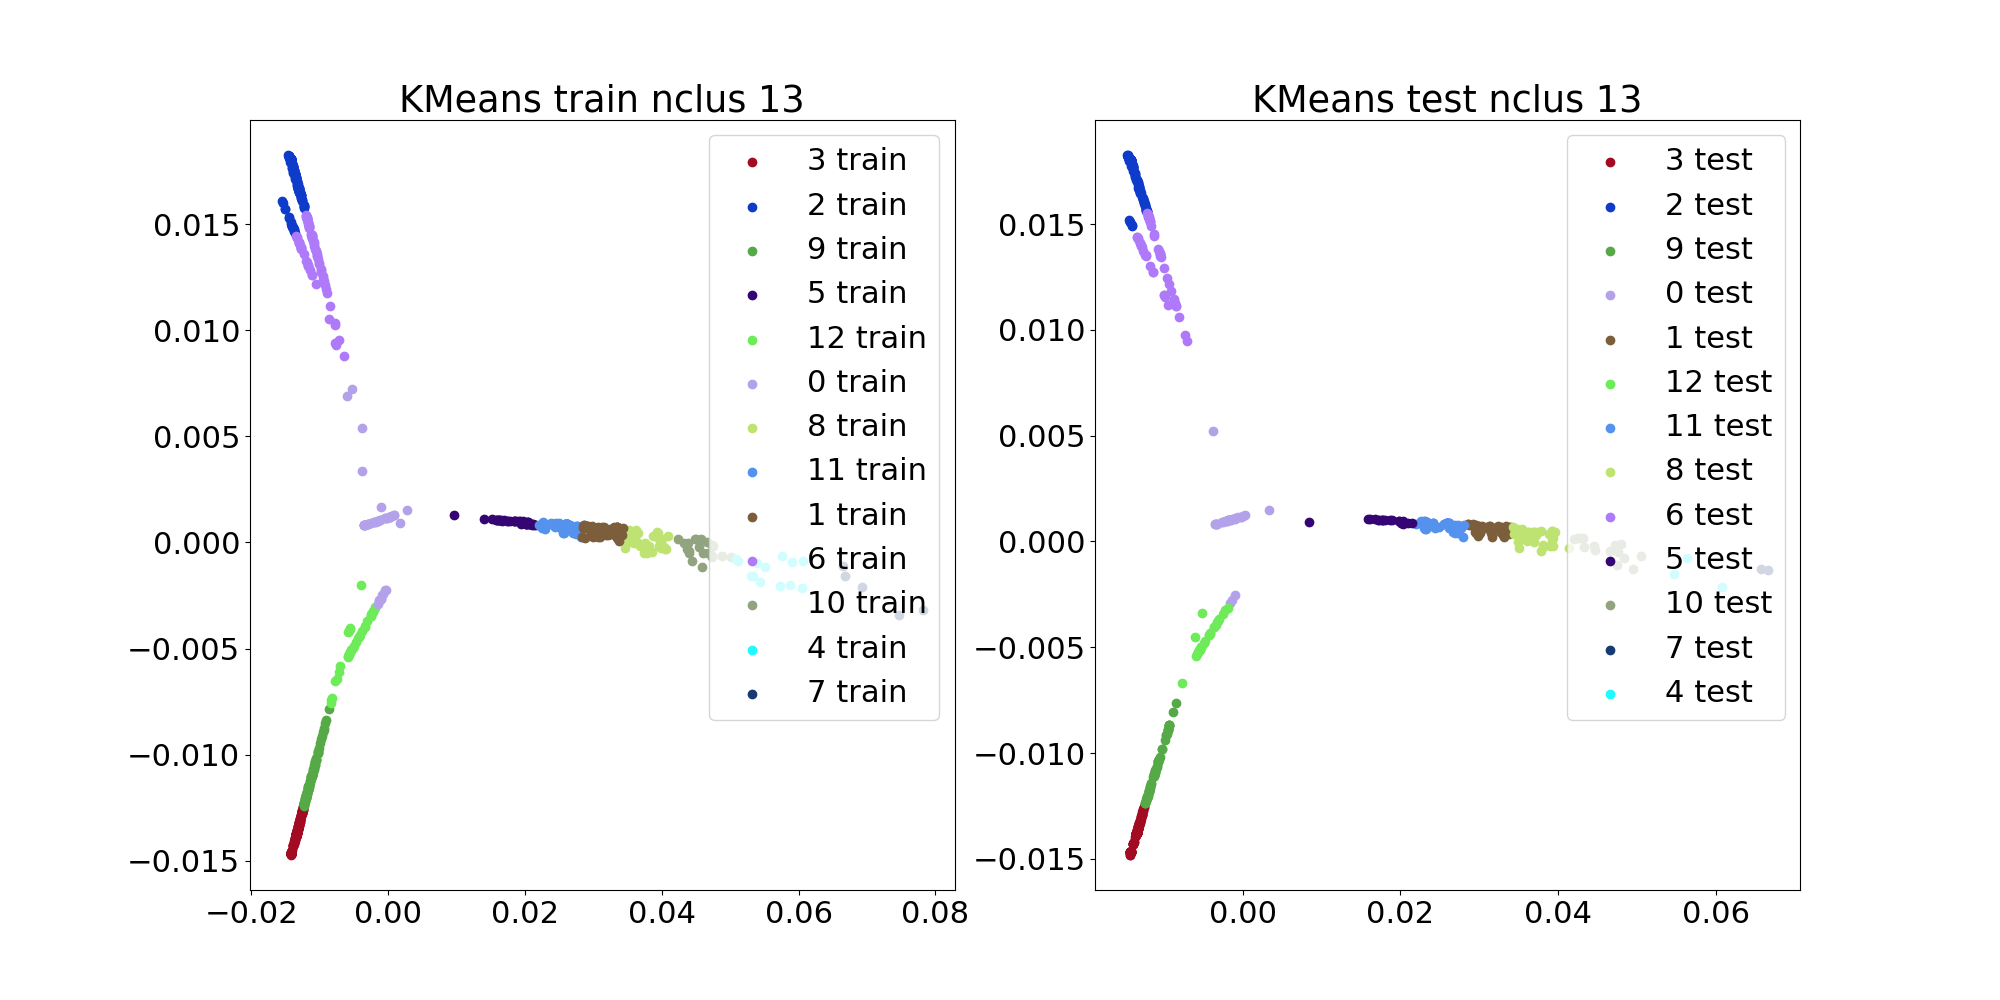 KMeans train nclus 13
0.015
0.010
0.005
0.000
−0.005
−0.010
−0.015
−0.02 0.00 0.02 0.04 0.06 0.08
3 train
2 train
9 train
5 train
12 train
0 train
8 train
11 train
1 train
6 train
10 train
4 train
7 train
KMeans test nclus 13
0.015
0.010
0.005
0.000
−0.005
−0.010
−0.015
0.00 0.02 0.04 0.06
3 test
2 test
9 test
0 test
1 test
12 test
11 test
8 test
6 test
5 test
10 test
7 test
4 test